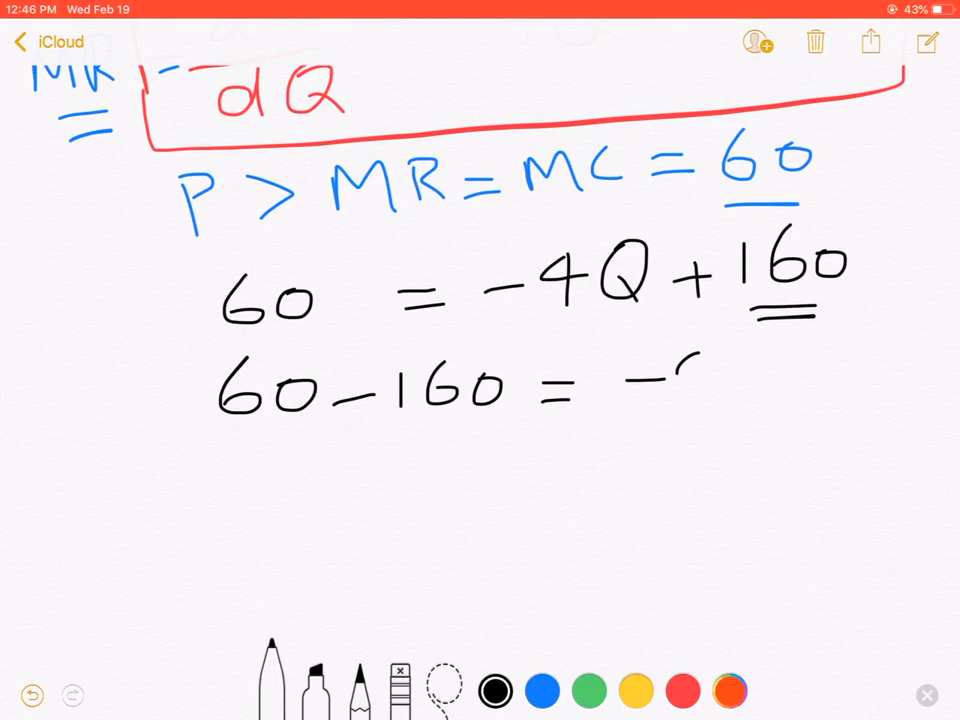 12:46 PM Wed Feb 19 43%
iCloud
MR
dQ
P > MR = MC = 60
60 = -4Q + 160
60 - 160 = -